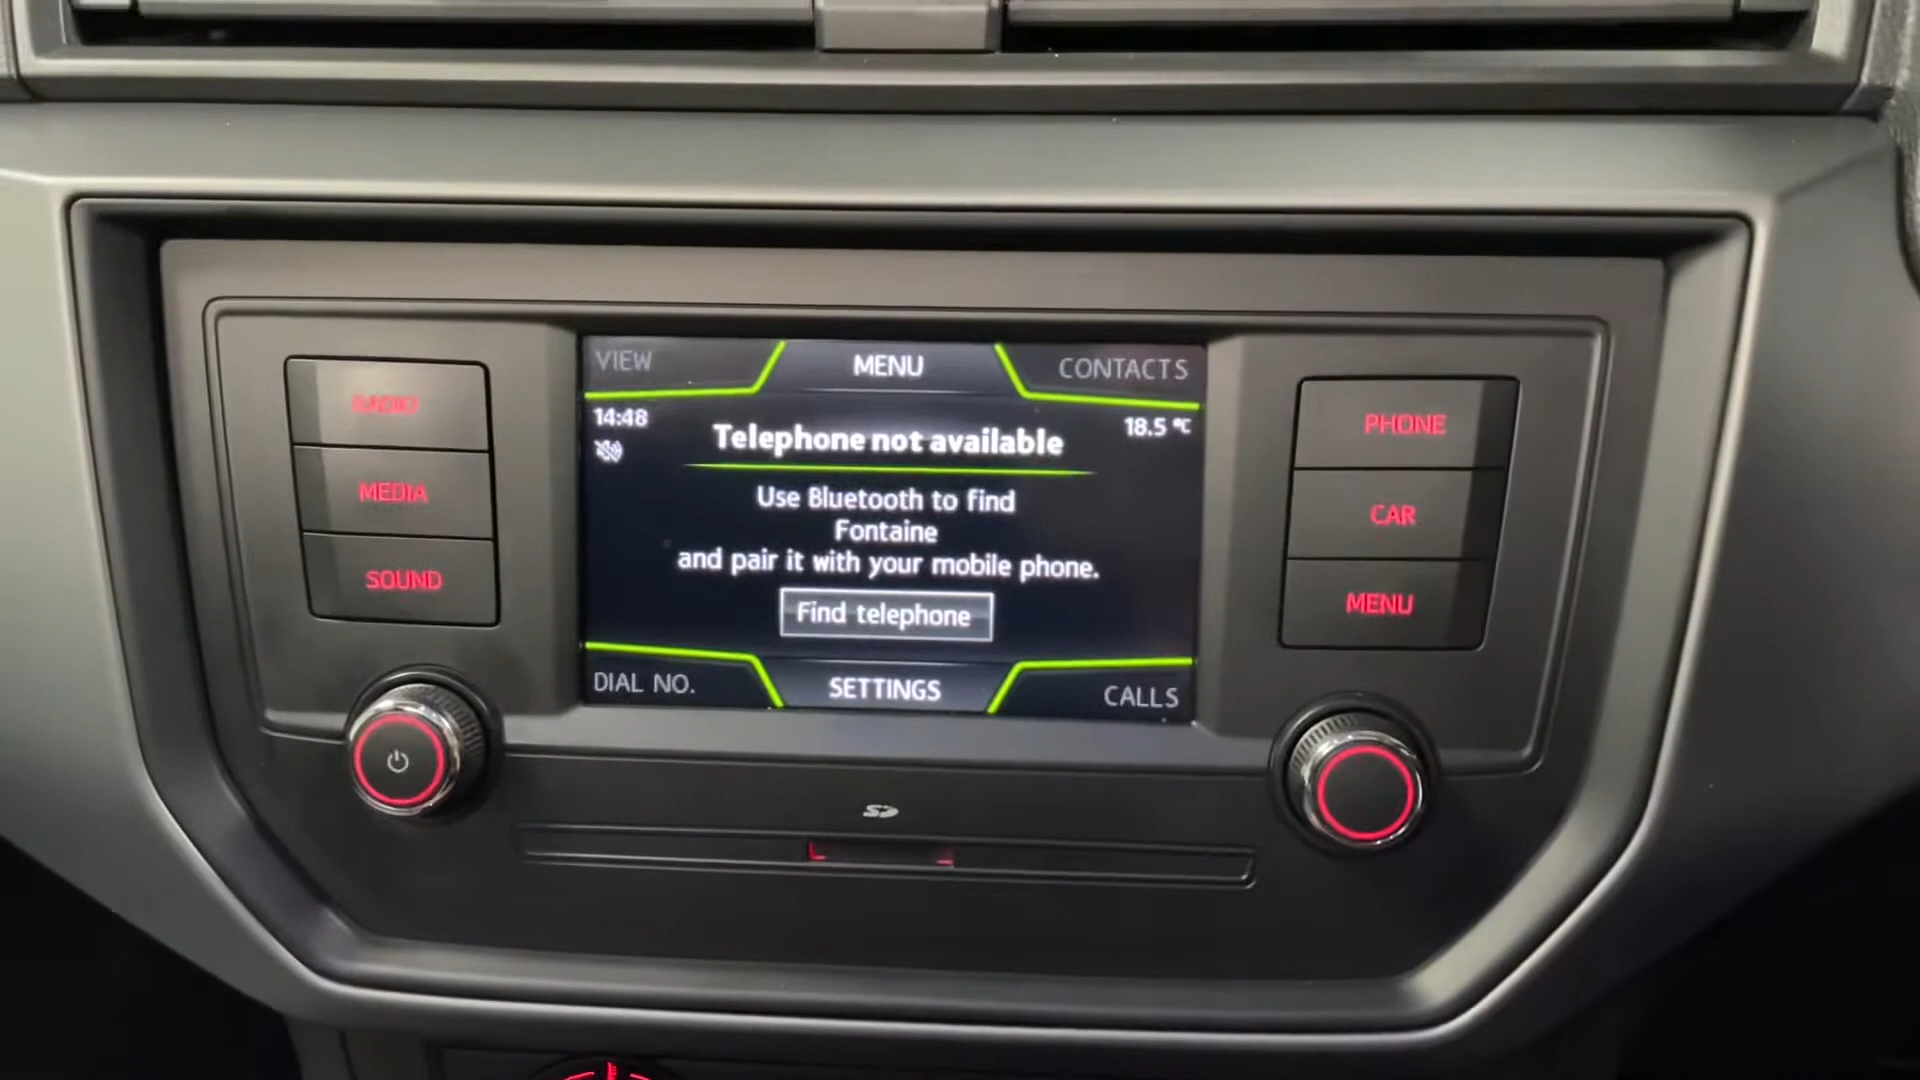 VIEW
MENU
CONTACTS
14:48
18.5 °C
Telephone not available
Use Bluetooth to find
Fontaine
and pair it with your mobile phone.
Find telephone
DIAL NO.
SETTINGS
CALLS
RADIO
MEDIA
SOUND
PHONE
CAR
MENU
SD